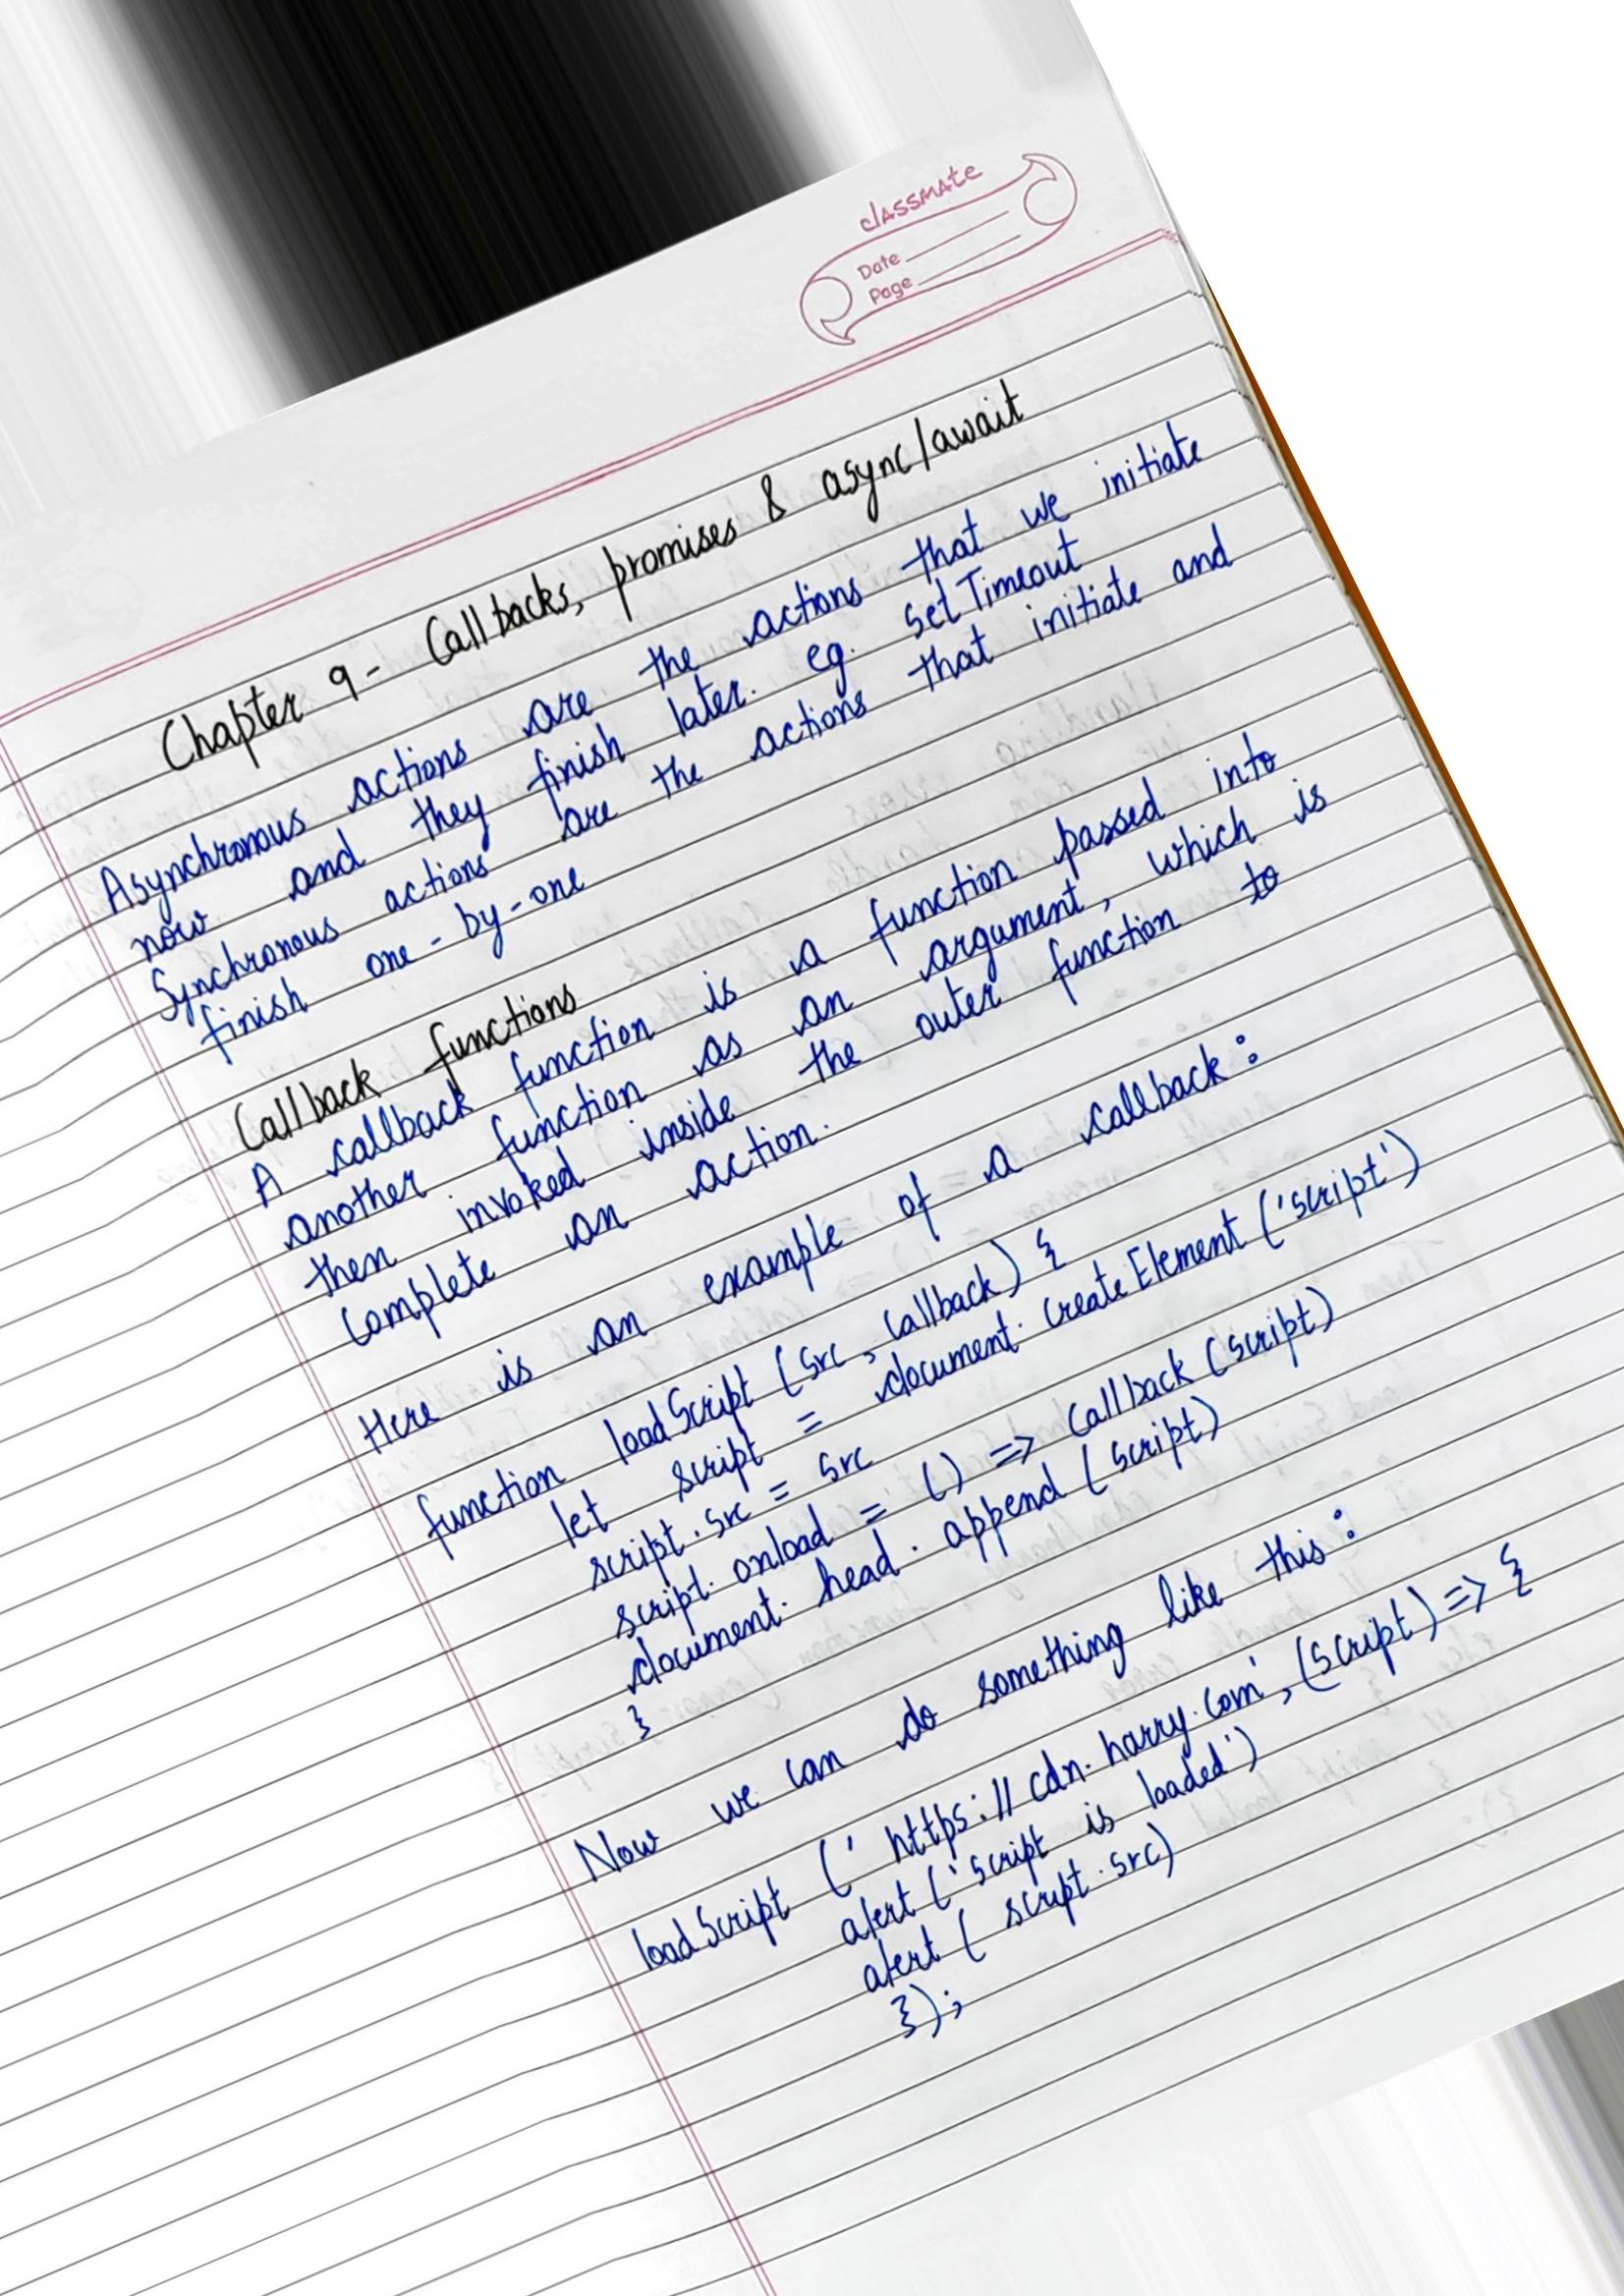 classmate
Date
Page
Chapter 9 - Callbacks, promises & async/await
Asynchronous actions are the actions that we initiate
now and they finish later. eg. setTimeout
Synchronous actions are the actions that initiate and
finish one-by-one
Callback functions
A callback function is a function passed into
another function as an argument, which is
then invoked inside the outer function to
complete an action.
Here is an example of a callback:
function loadScript (src, callback) {
let script = document.createElement ('script')
script.src = src
script.onload = () => callback (script)
document.head.append (script)
}
Now we can do something like this:
loadScript ('https://cdn.harry.com', (script) => {
alert ('script is loaded')
alert (script.src)
});